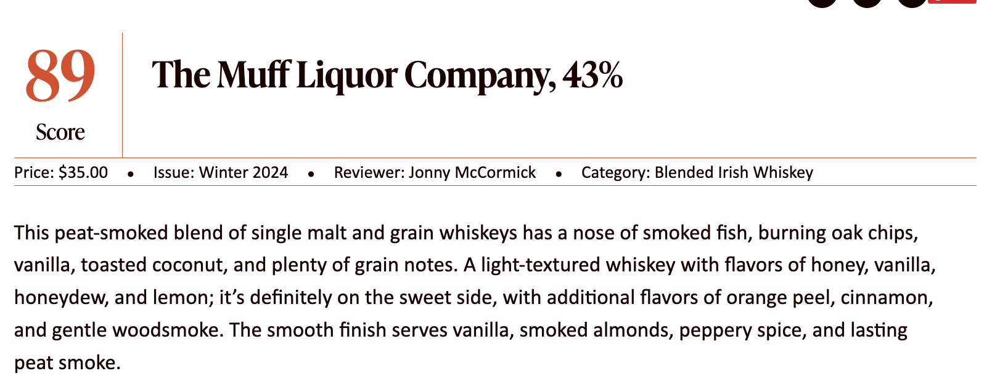 89
Score
The Muff Liquor Company, 43%
Price: $35.00 • Issue: Winter 2024 • Reviewer: Jonny McCormick • Category: Blended Irish Whiskey
This peat-smoked blend of single malt and grain whiskeys has a nose of smoked fish, burning oak chips,
vanilla, toasted coconut, and plenty of grain notes. A light-textured whiskey with flavors of honey, vanilla,
honeydew, and lemon; it’s definitely on the sweet side, with additional flavors of orange peel, cinnamon,
and gentle woodsmoke. The smooth finish serves vanilla, smoked almonds, peppery spice, and lasting
peat smoke.